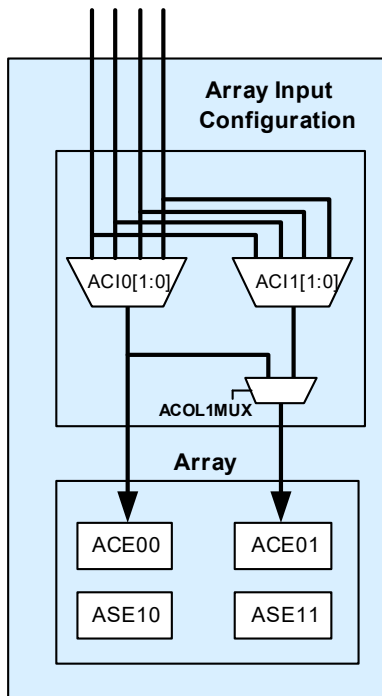 Array Input
Configuration
ACI0[1:0]
ACI1[1:0]
ACOL1MUX
Array
ACE00
ACE01
ASE10
ASE11